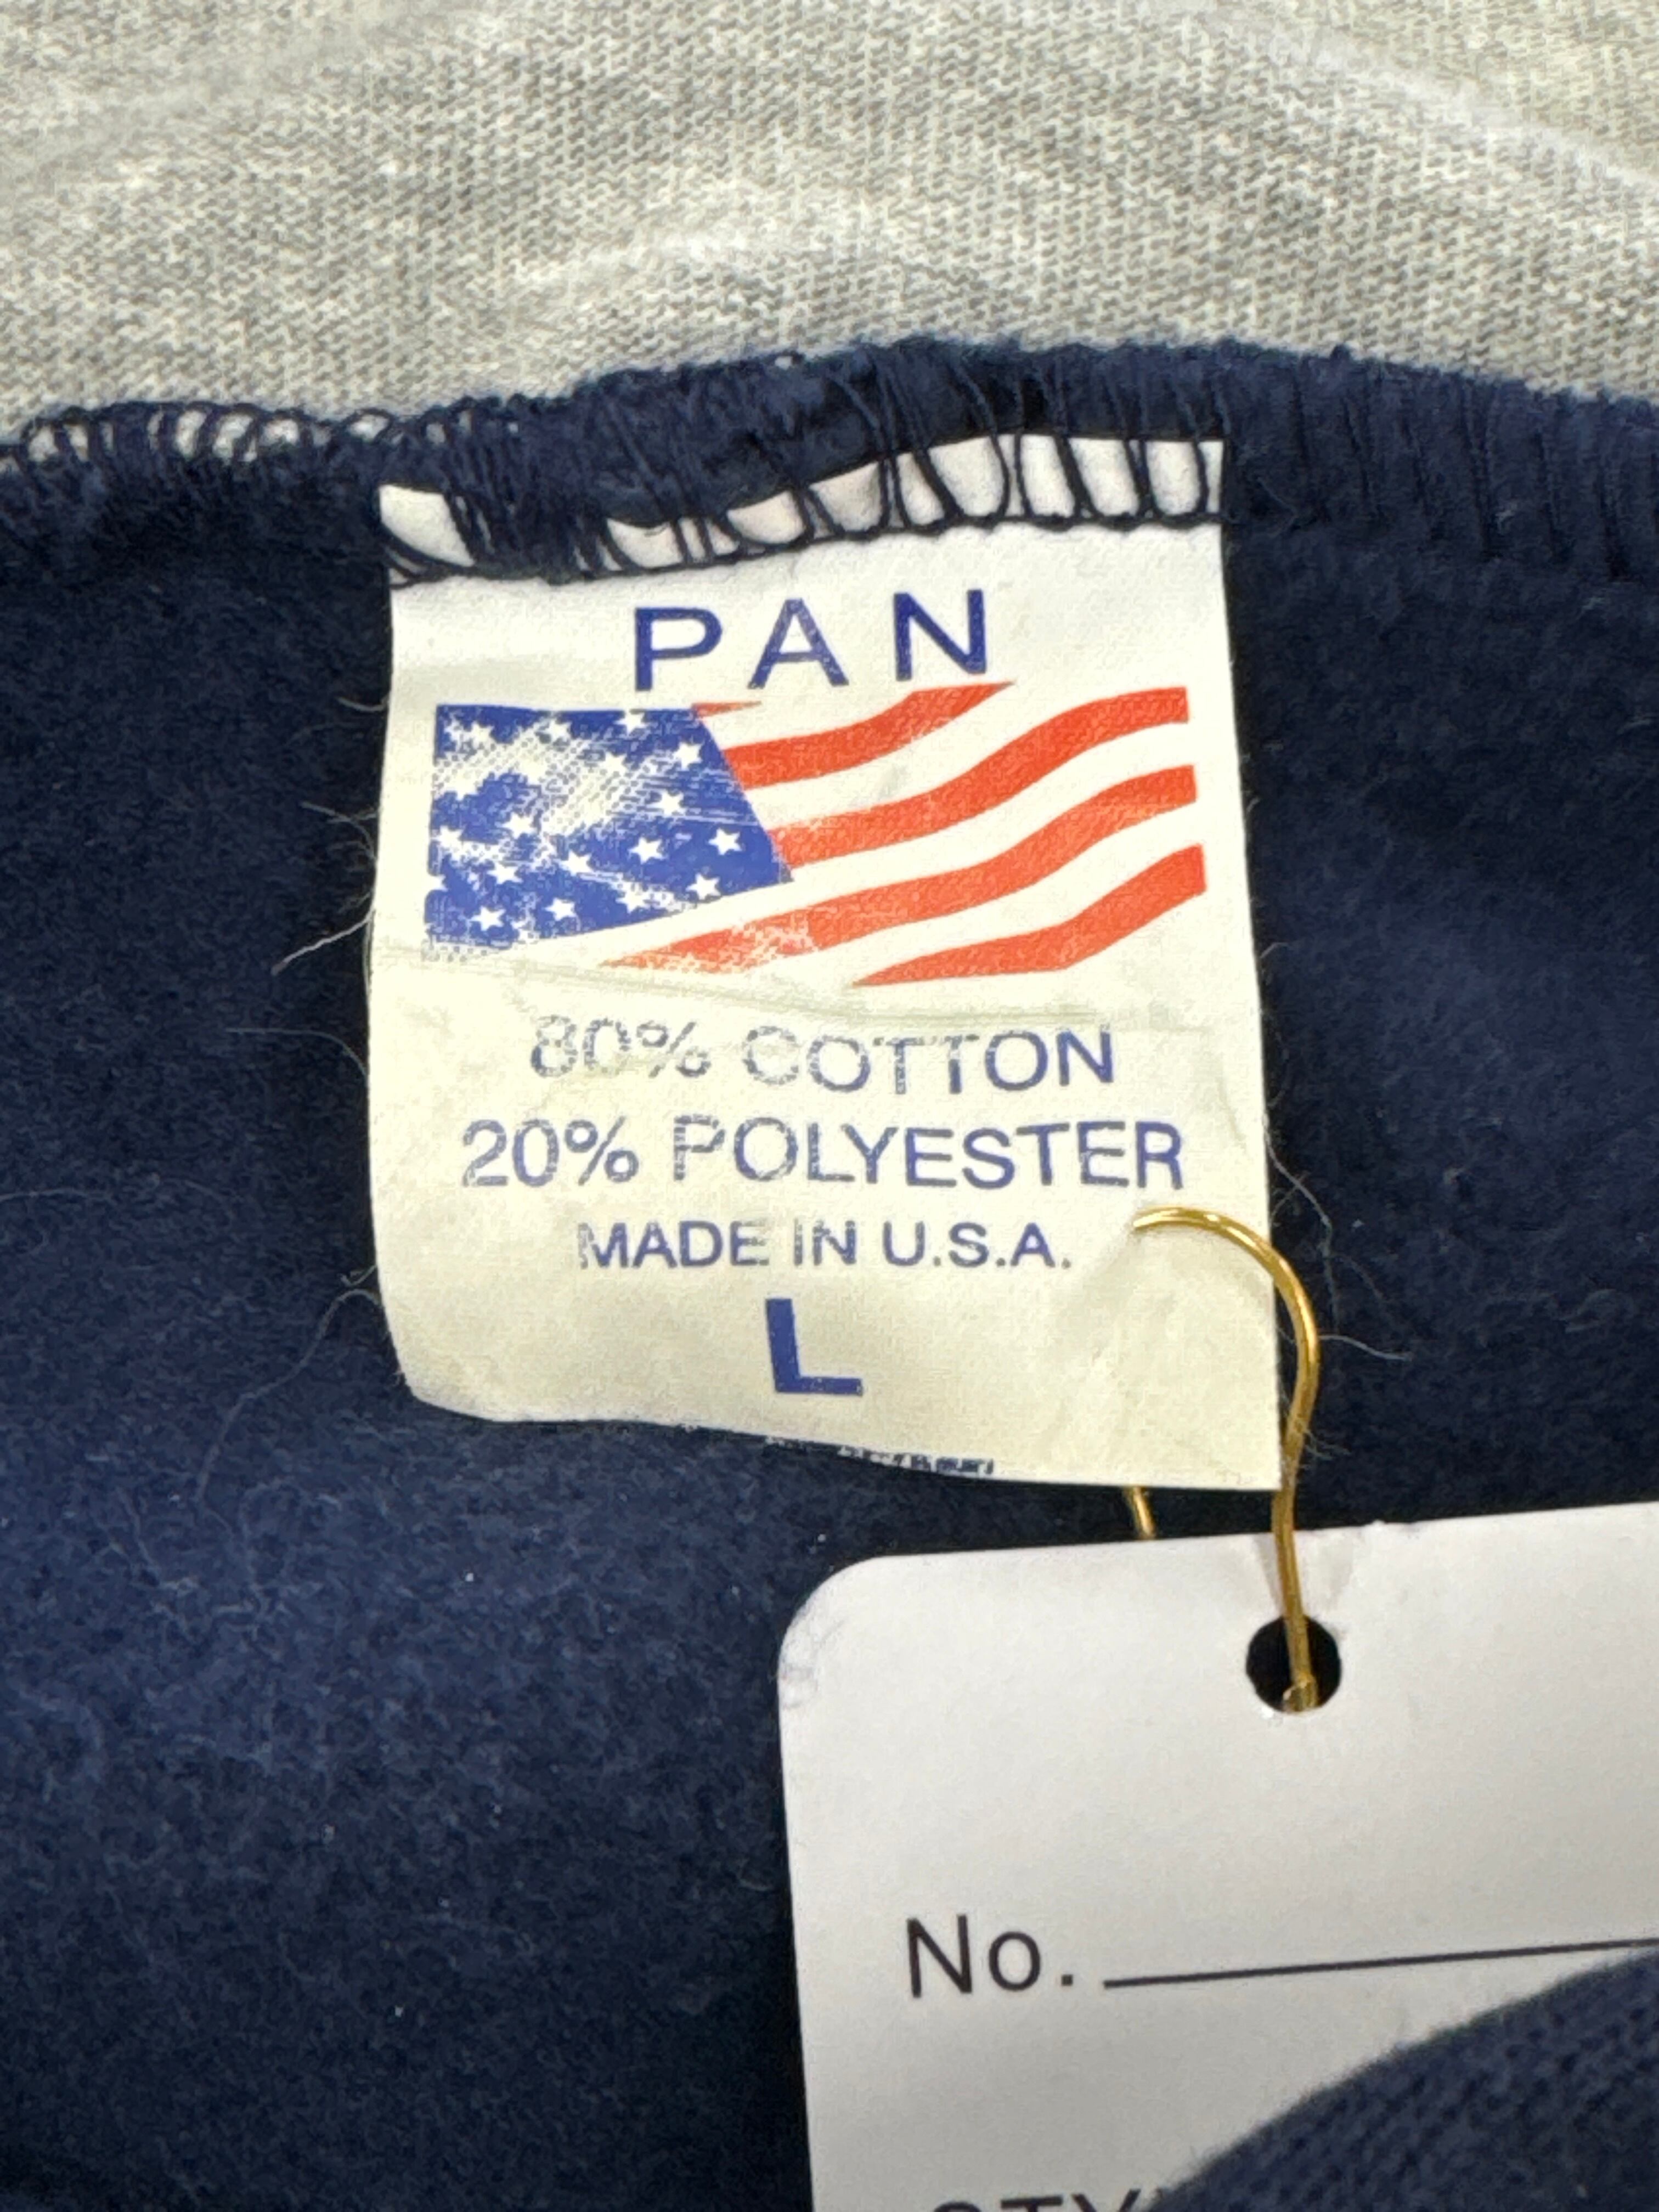 PAN
80% COTTON
20% POLYESTER
MADE IN U.S.A.
L
No.